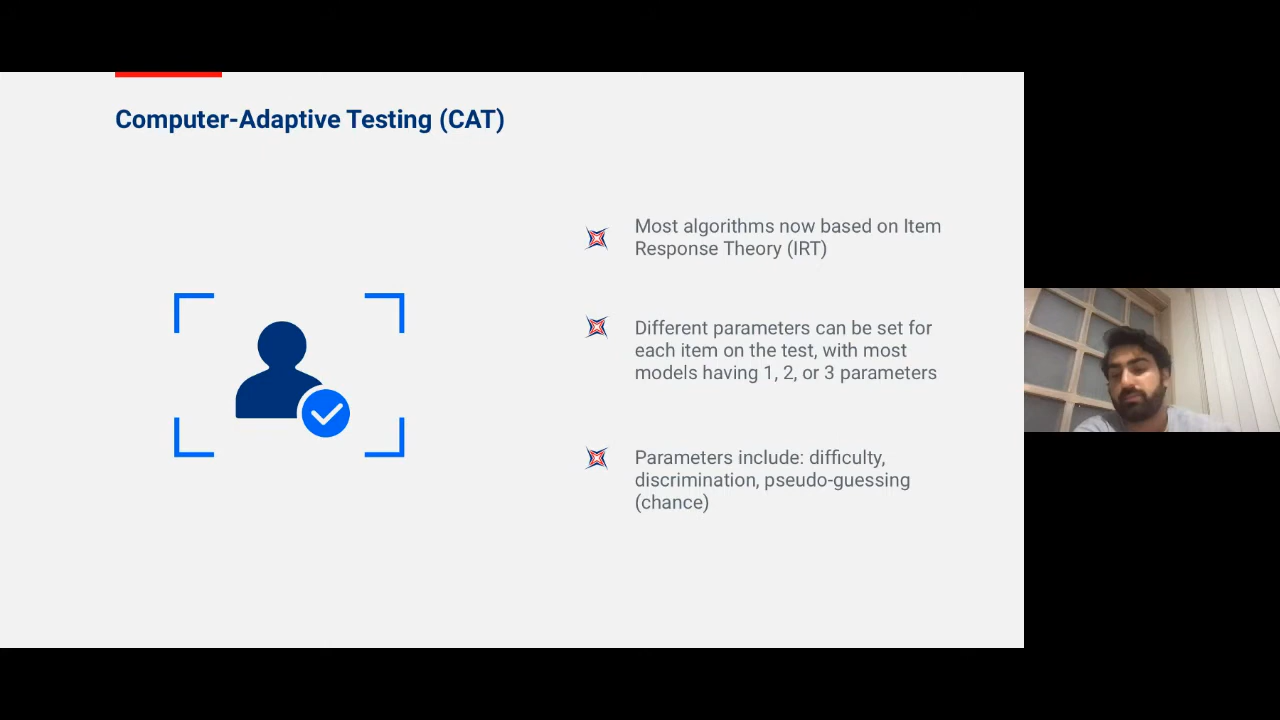 Computer-Adaptive Testing (CAT)
Most algorithms now based on Item
Response Theory (IRT)
Different parameters can be set for
each item on the test, with most
models having 1, 2, or 3 parameters
Parameters include: difficulty,
discrimination, pseudo-guessing
(chance)